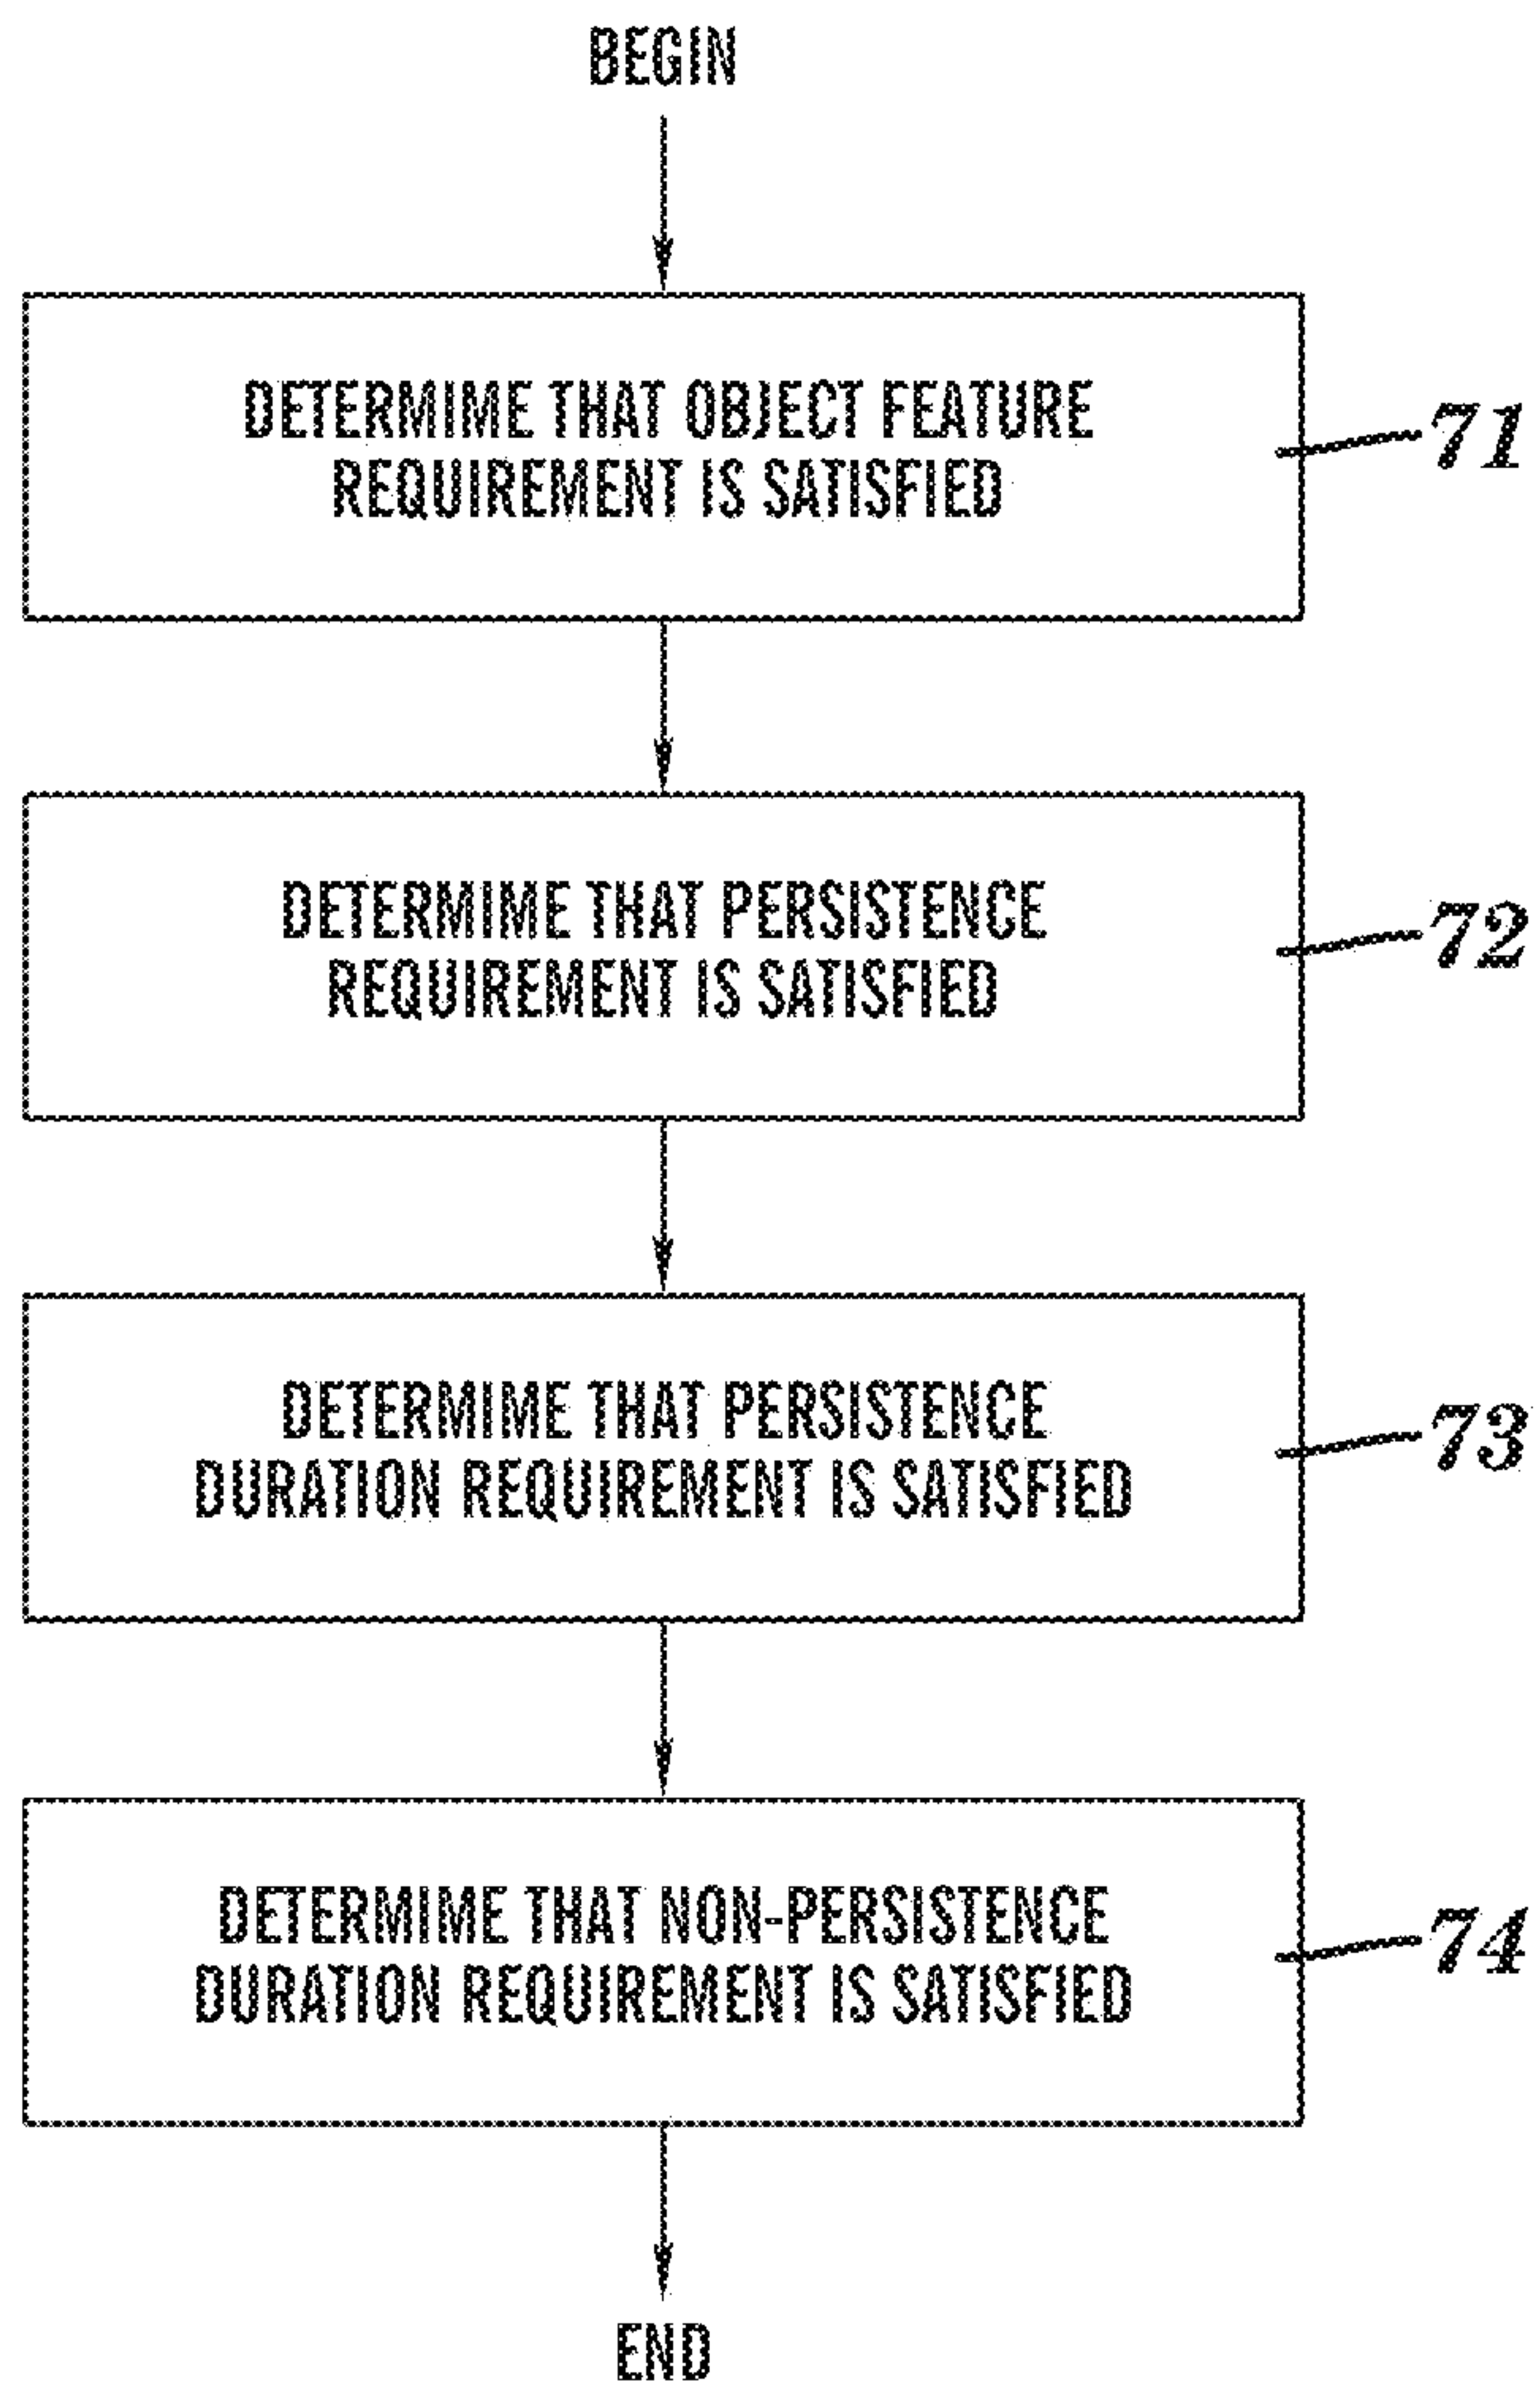 BEGIN
DETERMIME THAT OBJECT FEATURE
REQUIREMENT IS SATISFIED
71
DETERMIME THAT PERSISTENCE
REQUIREMENT IS SATISFIED
72
DETERMIME THAT PERSISTENCE
DURATION REQUIREMENT IS SATISFIED
73
DETERMIME THAT NON-PERSISTENCE
DURATION REQUIREMENT IS SATISFIED
74
END